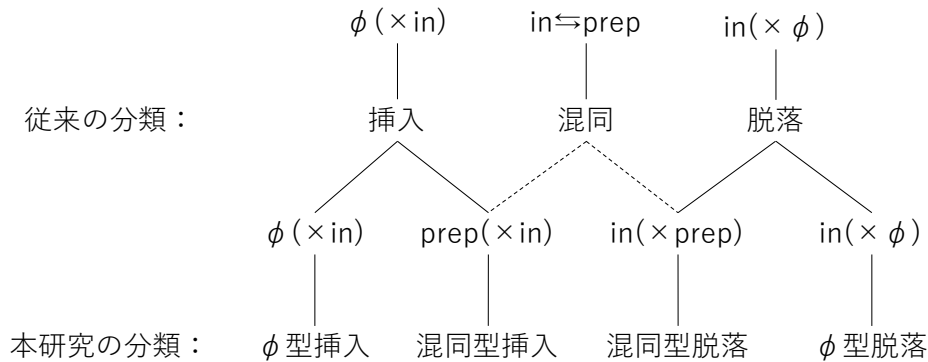 φ(×in) in⇆prep in(×φ)
従来の分類： 挿入 混同 脱落
φ(×in) prep(×in) in(×prep) in(×φ)
本研究の分類： φ型挿入 混同型挿入 混同型脱落 φ型脱落